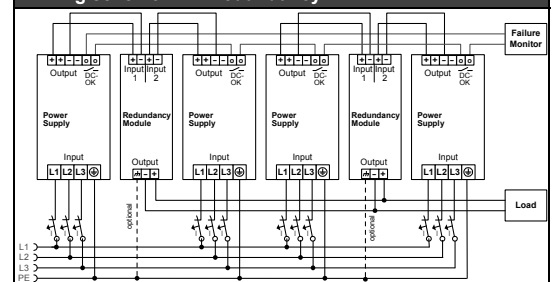 Failure
Monitor
+ + − − o o
Output DC-OK
Power Supply
Input
L1 L2 L3
+ − + −
Input 1 Input 2
Redundancy Module
Output
− +
optional
+ + − − o o
Output DC-OK
Power Supply
Input
L1 L2 L3
+ + − − o o
Output DC-OK
Power Supply
Input
L1 L2 L3
+ − + −
Input 1 Input 2
Redundancy Module
Output
− +
optional
+ + − − o o
Output DC-OK
Power Supply
Input
L1 L2 L3
Load
L1
L2
L3
PE